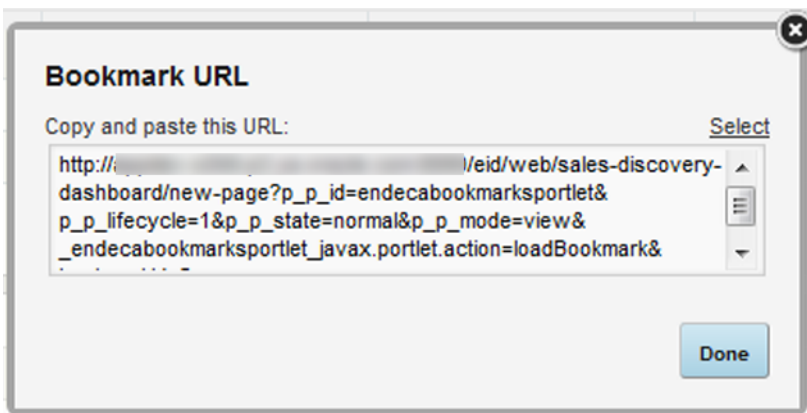 Bookmark URL
Copy and paste this URL:
Select
http:// /eid/web/sales-discovery-
dashboard/new-page?p_p_id=endecabookmarksportlet&
p_p_lifecycle=1&p_p_state=normal&p_p_mode=view&
_endecabookmarksportlet_javax.portlet.action=loadBookmark&
Done